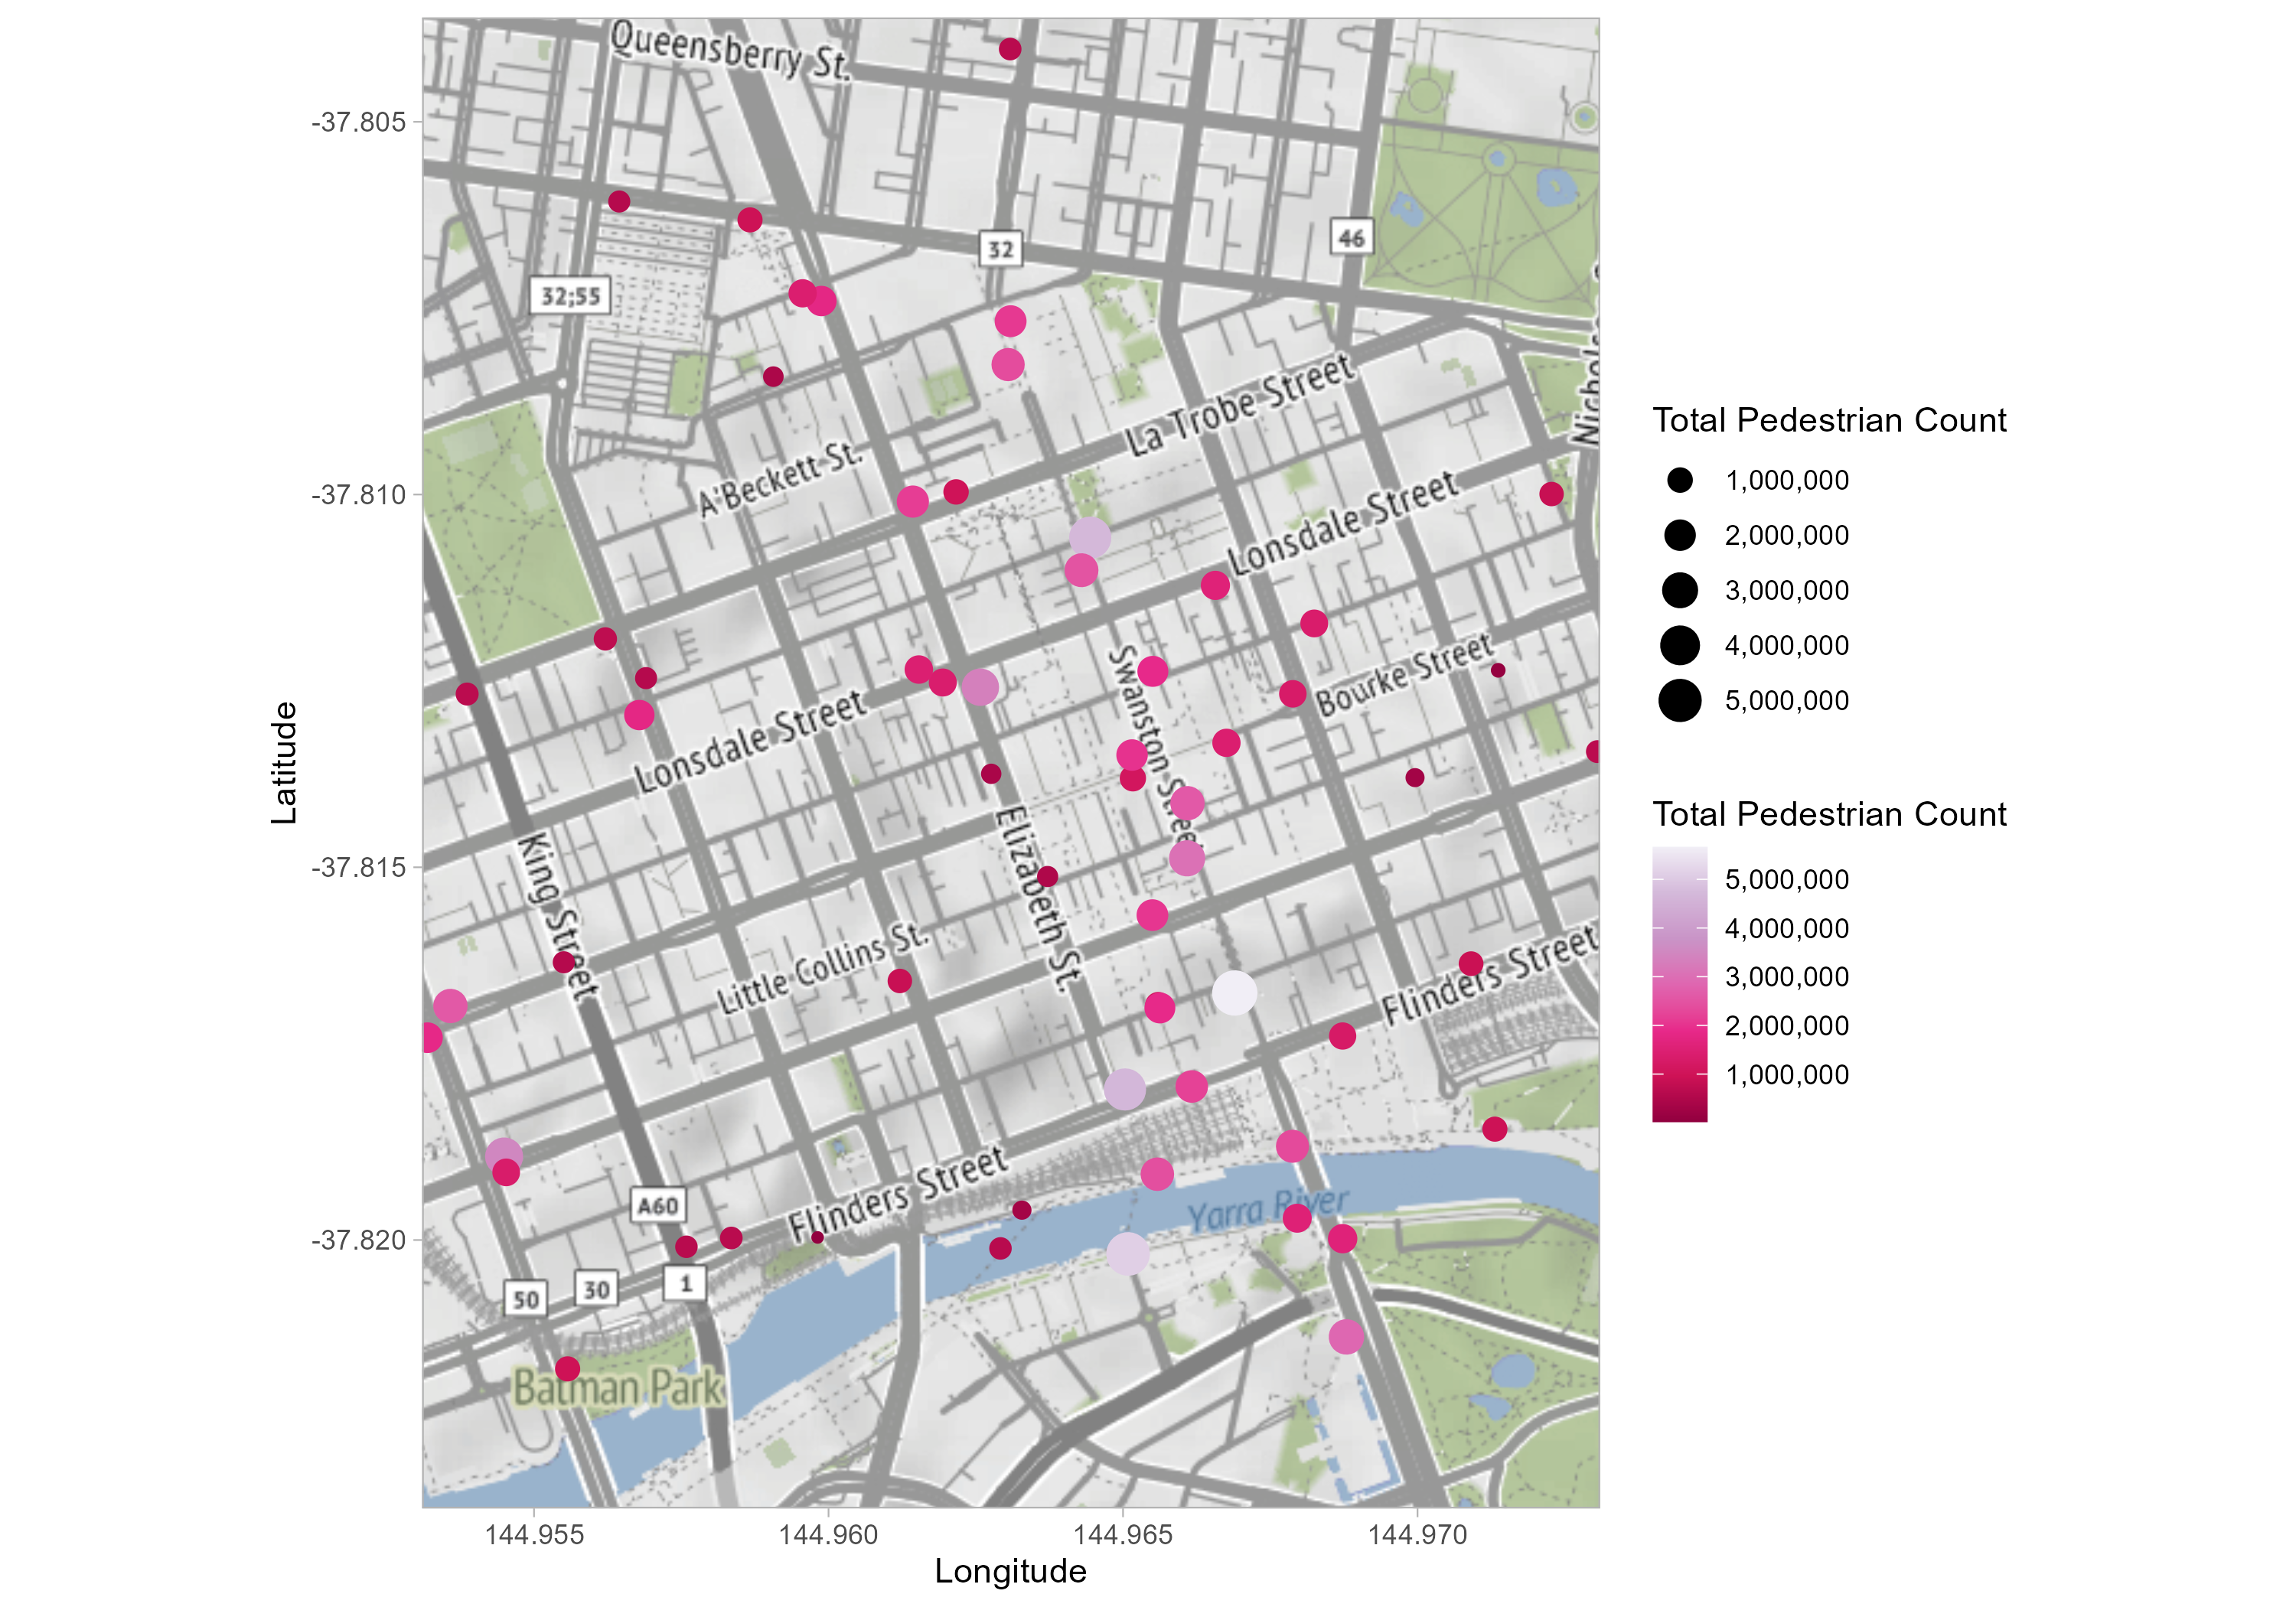 Queensberry St.
-37.805
46
32
32;55
La Trobe Street
A'Beckett St.
-37.810
Lonsdale Street
Swanston Street
Bourke Street
Lonsdale Street
Latitude
Elizabeth St.
King Street
-37.815
Little Collins St.
Flinders Street
Flinders Street
Yarra River
A60
-37.820
1
30
50
Batman Park
144.955
144.960
144.965
144.970
Longitude
Total Pedestrian Count
1,000,000
2,000,000
3,000,000
4,000,000
5,000,000
Total Pedestrian Count
5,000,000
4,000,000
3,000,000
2,000,000
1,000,000